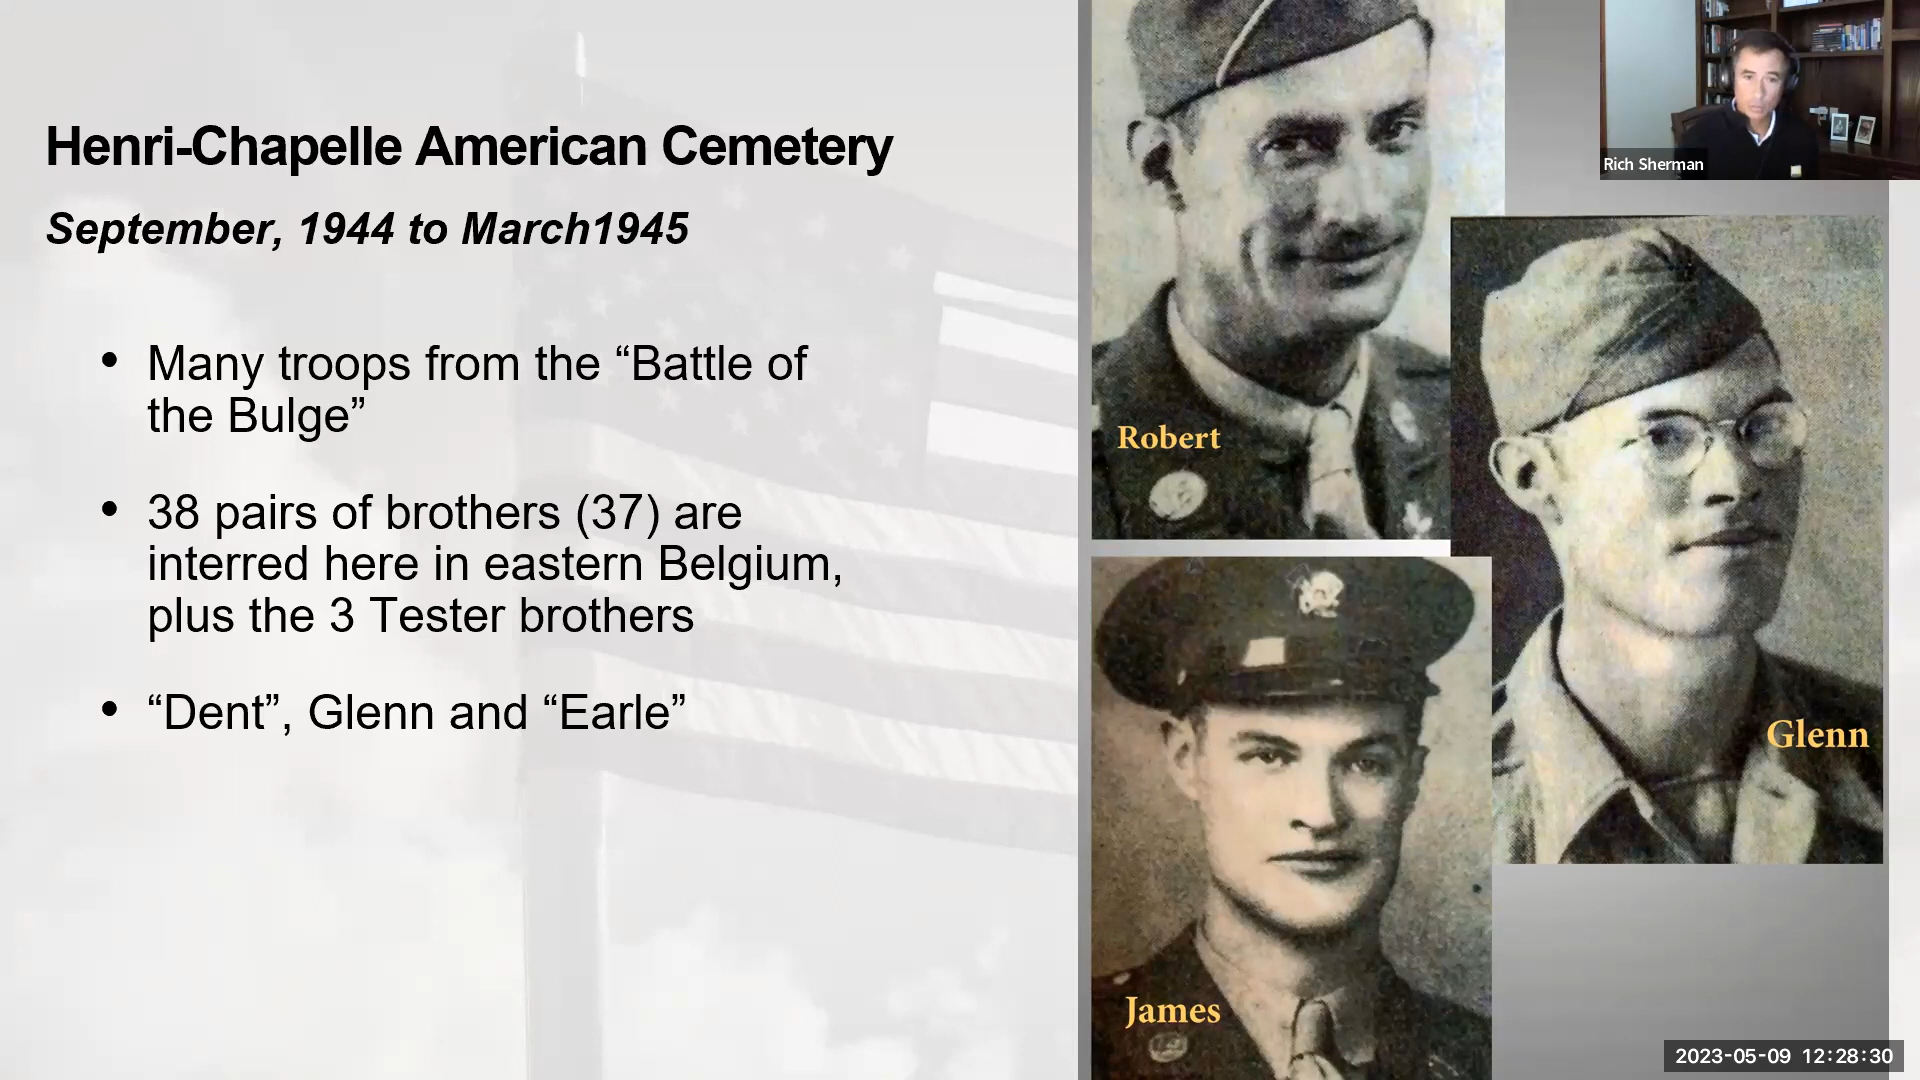 Henri-Chapelle American Cemetery
September, 1944 to March1945
• Many troops from the “Battle of
the Bulge”
• 38 pairs of brothers (37) are
interred here in eastern Belgium,
plus the 3 Tester brothers
• “Dent”, Glenn and “Earle”
Robert
Glenn
James
Rich Sherman
2023-05-09 12:28:30